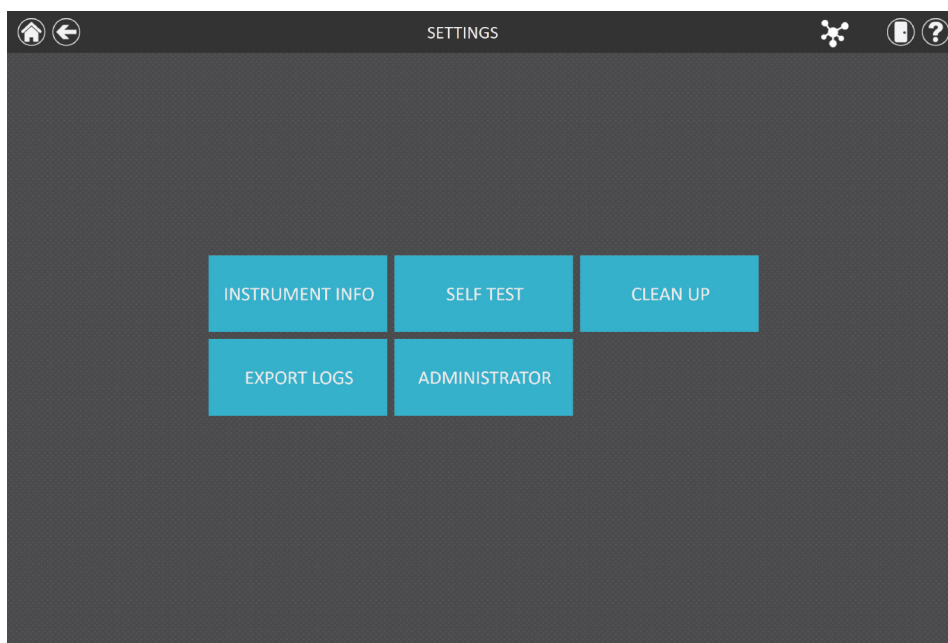 SETTINGS
?
INSTRUMENT INFO
SELF TEST
CLEAN UP
EXPORT LOGS
ADMINISTRATOR